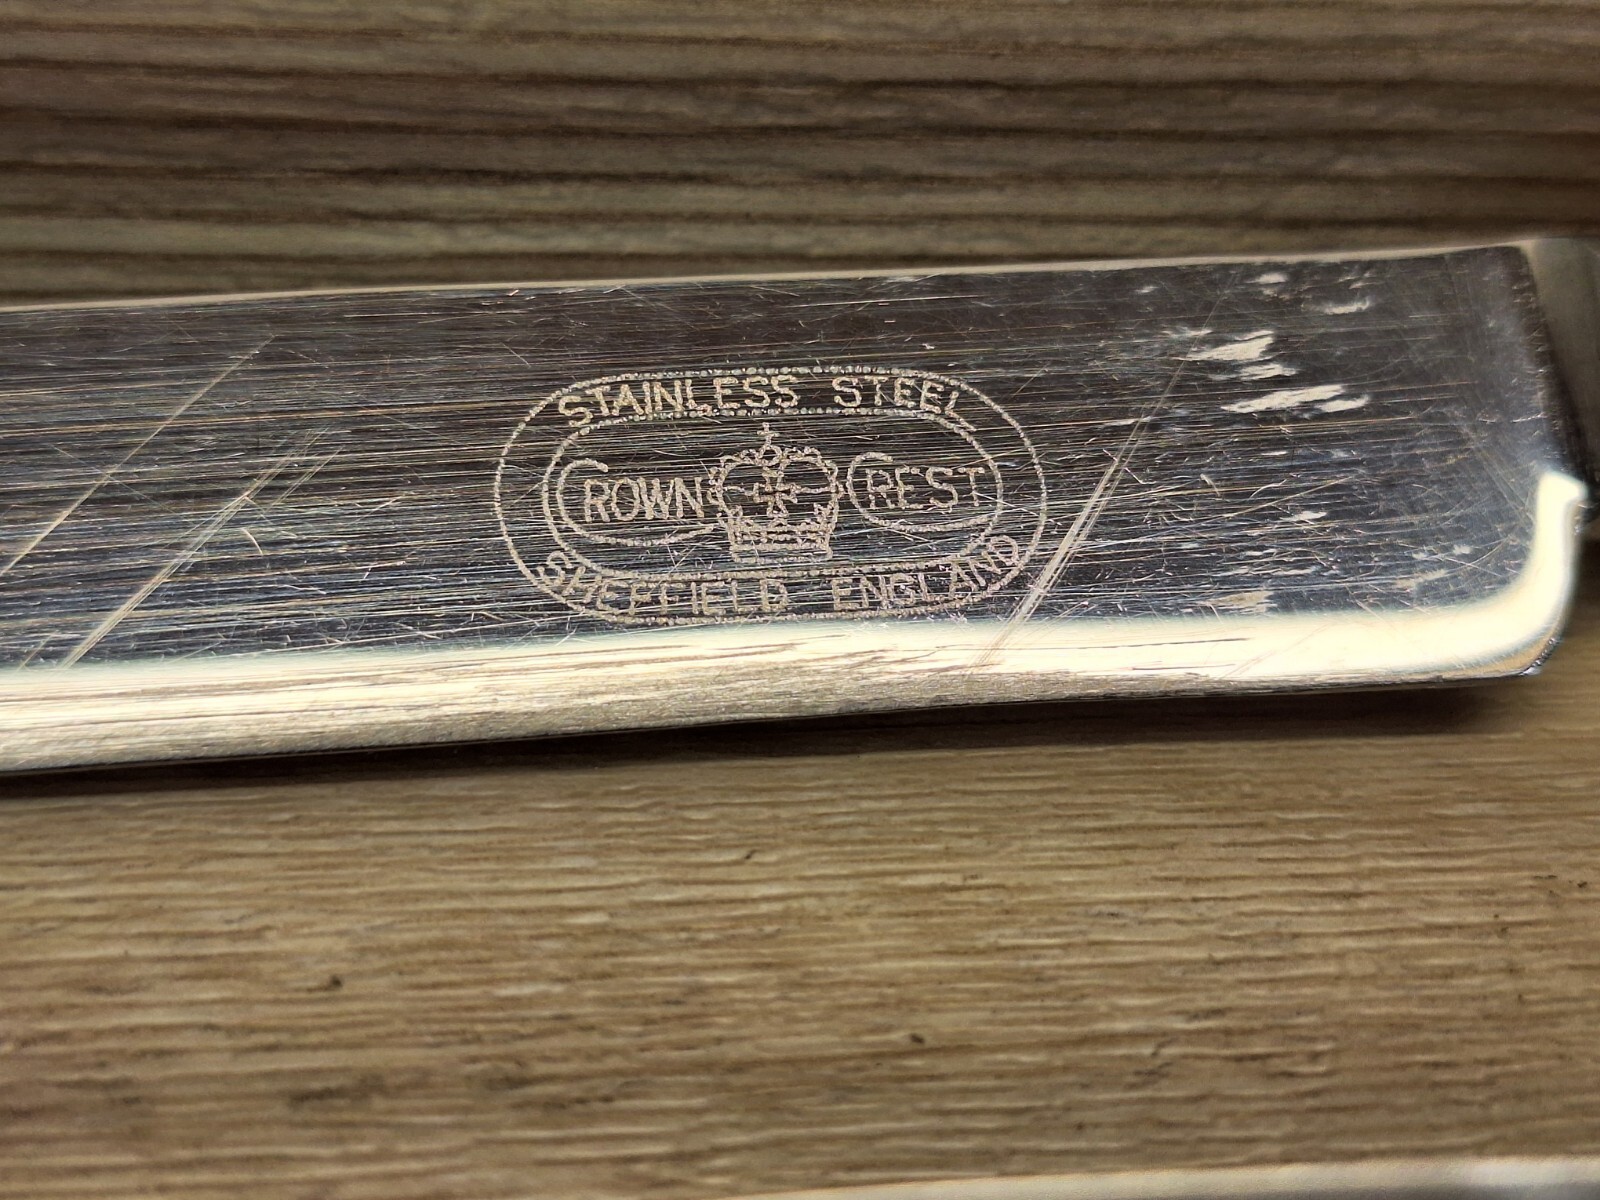 STAINLESS STEEL
CROWN CREST
SHEFFIELD ENGLAND